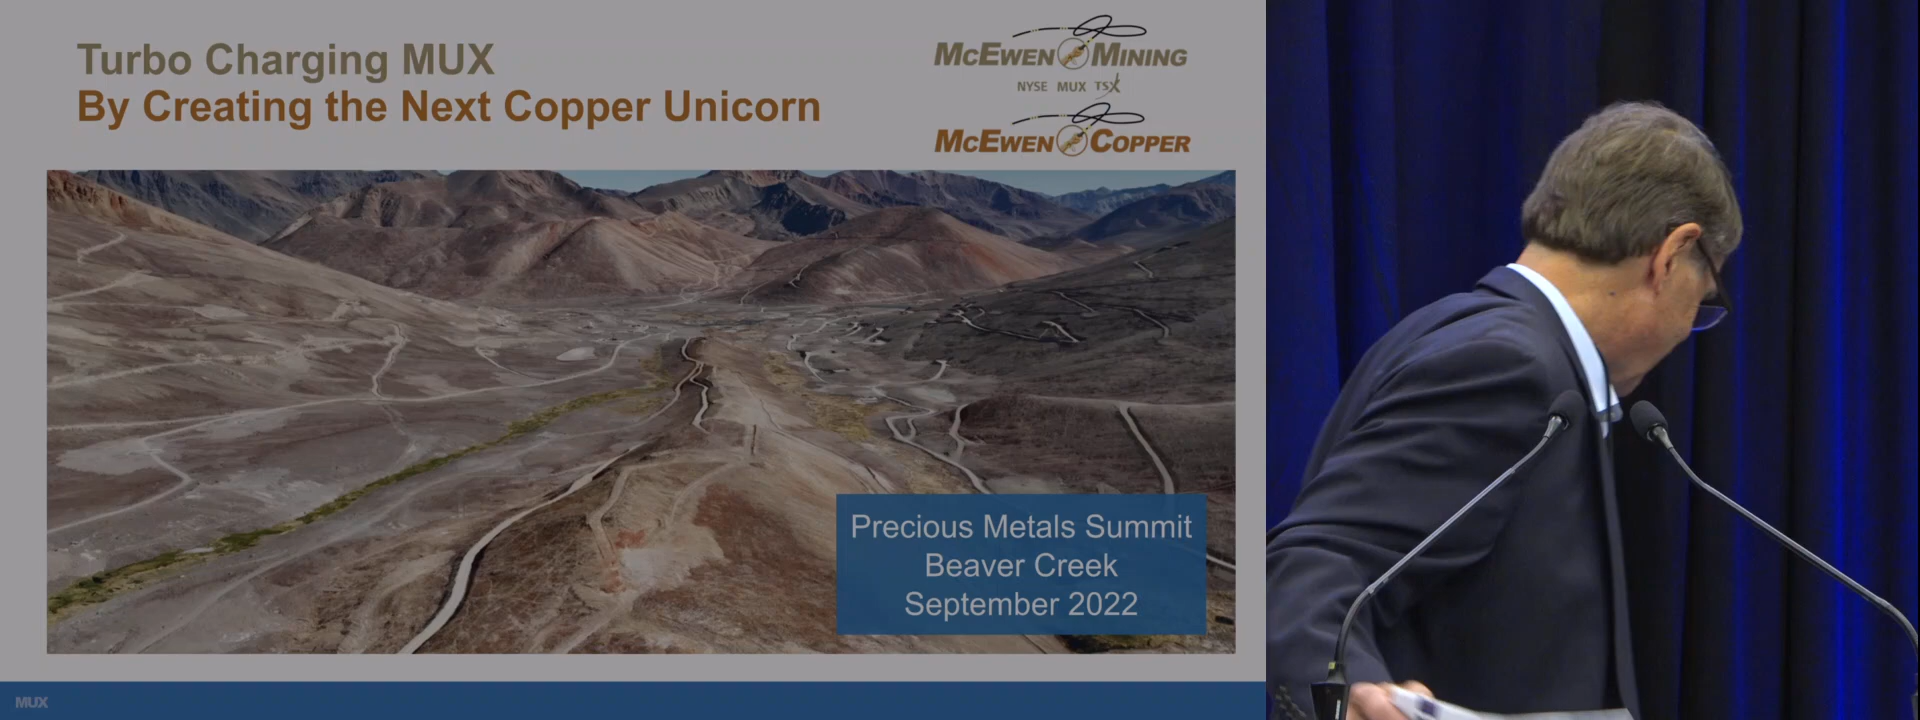 Turbo Charging MUX
By Creating the Next Copper Unicorn
McEwen Mining
NYSE MUX TSX
McEwen Copper
Precious Metals Summit
Beaver Creek
September 2022
MUX